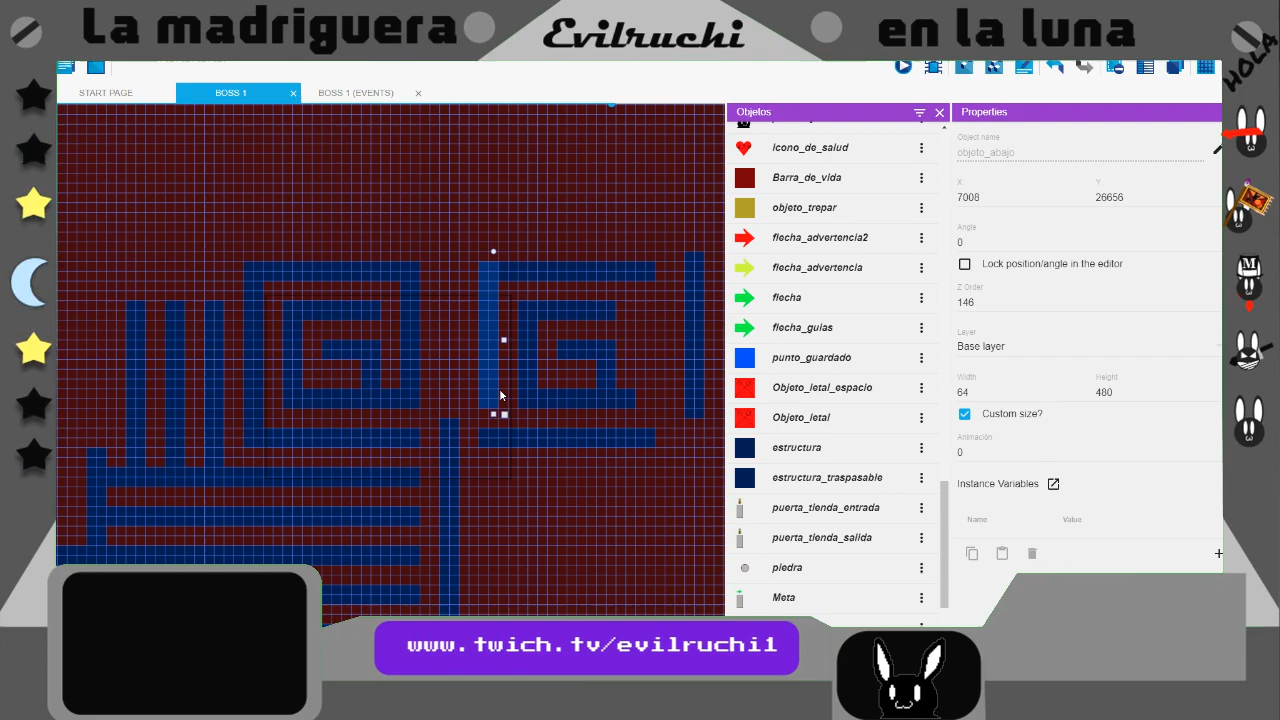 La madriguera Evilruchi en la luna
HOLA
START PAGE BOSS 1 × BOSS 1 (EVENTS) ×
Objetos
icono_de_salud
Barra_de_vida
objeto_trepar
flecha_advertencia2
flecha_advertencia
flecha
flecha_guias
punto_guardado
Objeto_letal_espacio
Objeto_letal
estructura
estructura_traspasable
puerta_tienda_entrada
puerta_tienda_salida
piedra
Meta
Properties
Object name
objeto_abajo
X Y
7008 26656
Angle
0
Lock position/angle in the editor
Z Order
146
Layer
Base layer
Width Height
64 480
Custom size?
Animación
0
Instance Variables
Name Value
M
www.twich.tv/evilruchi1